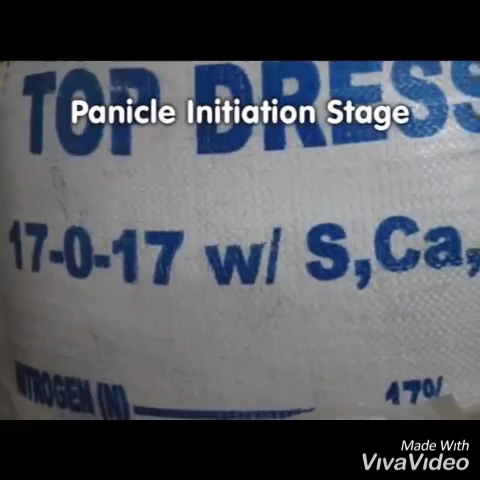 TOP DRESS
Panicle Initiation Stage
17-0-17 w/ S,Ca,
NITROGEN (N) 17%
Made With
VivaVideo